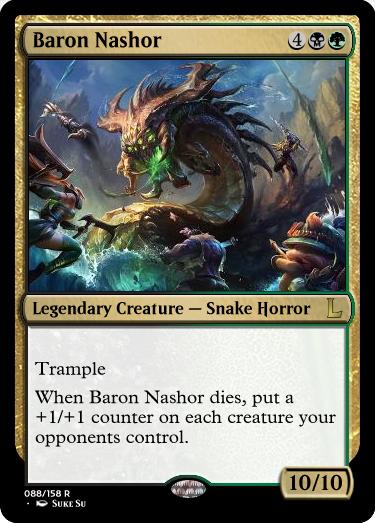 Baron Nashor 4
Legendary Creature — Snake Horror L
Trample
When Baron Nashor dies, put a
+1/+1 counter on each creature your
opponents control.
10/10
088/158 R
· Suke Su